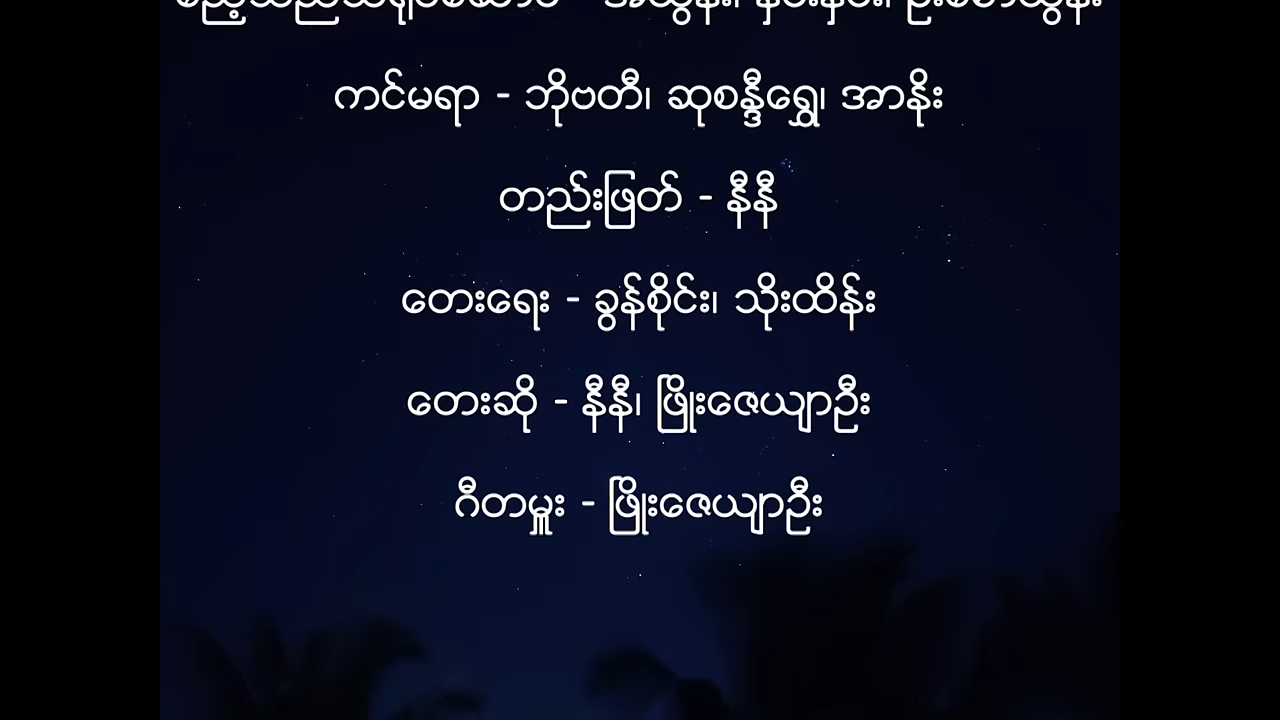 ကင်မရာ - ဘိုဗတီ၊ ဆုစန္ဒီရွှေ၊ အာနိုး
တည်းဖြတ် - နီနီ
တေးရေး - ခွန်စိုင်း၊ သိုးထိန်း
တေးဆို - နီနီ၊ ဖြိုးဇေယျာဦး
ဂီတမှူး - ဖြိုးဇေယျာဦး